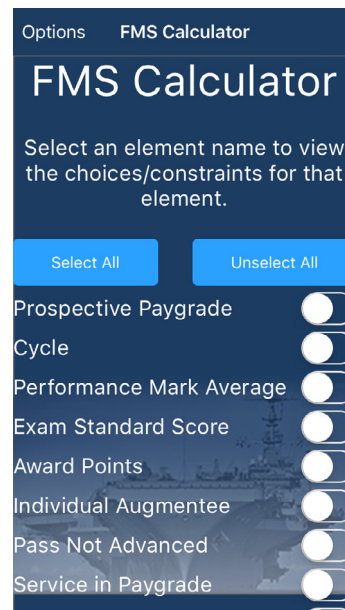 Options FMS Calculator
FMS Calculator
Select an element name to view
the choices/constraints for that
element.
Select All Unselect All
Prospective Paygrade
Cycle
Performance Mark Average
Exam Standard Score
Award Points
Individual Augmentee
Pass Not Advanced
Service in Paygrade